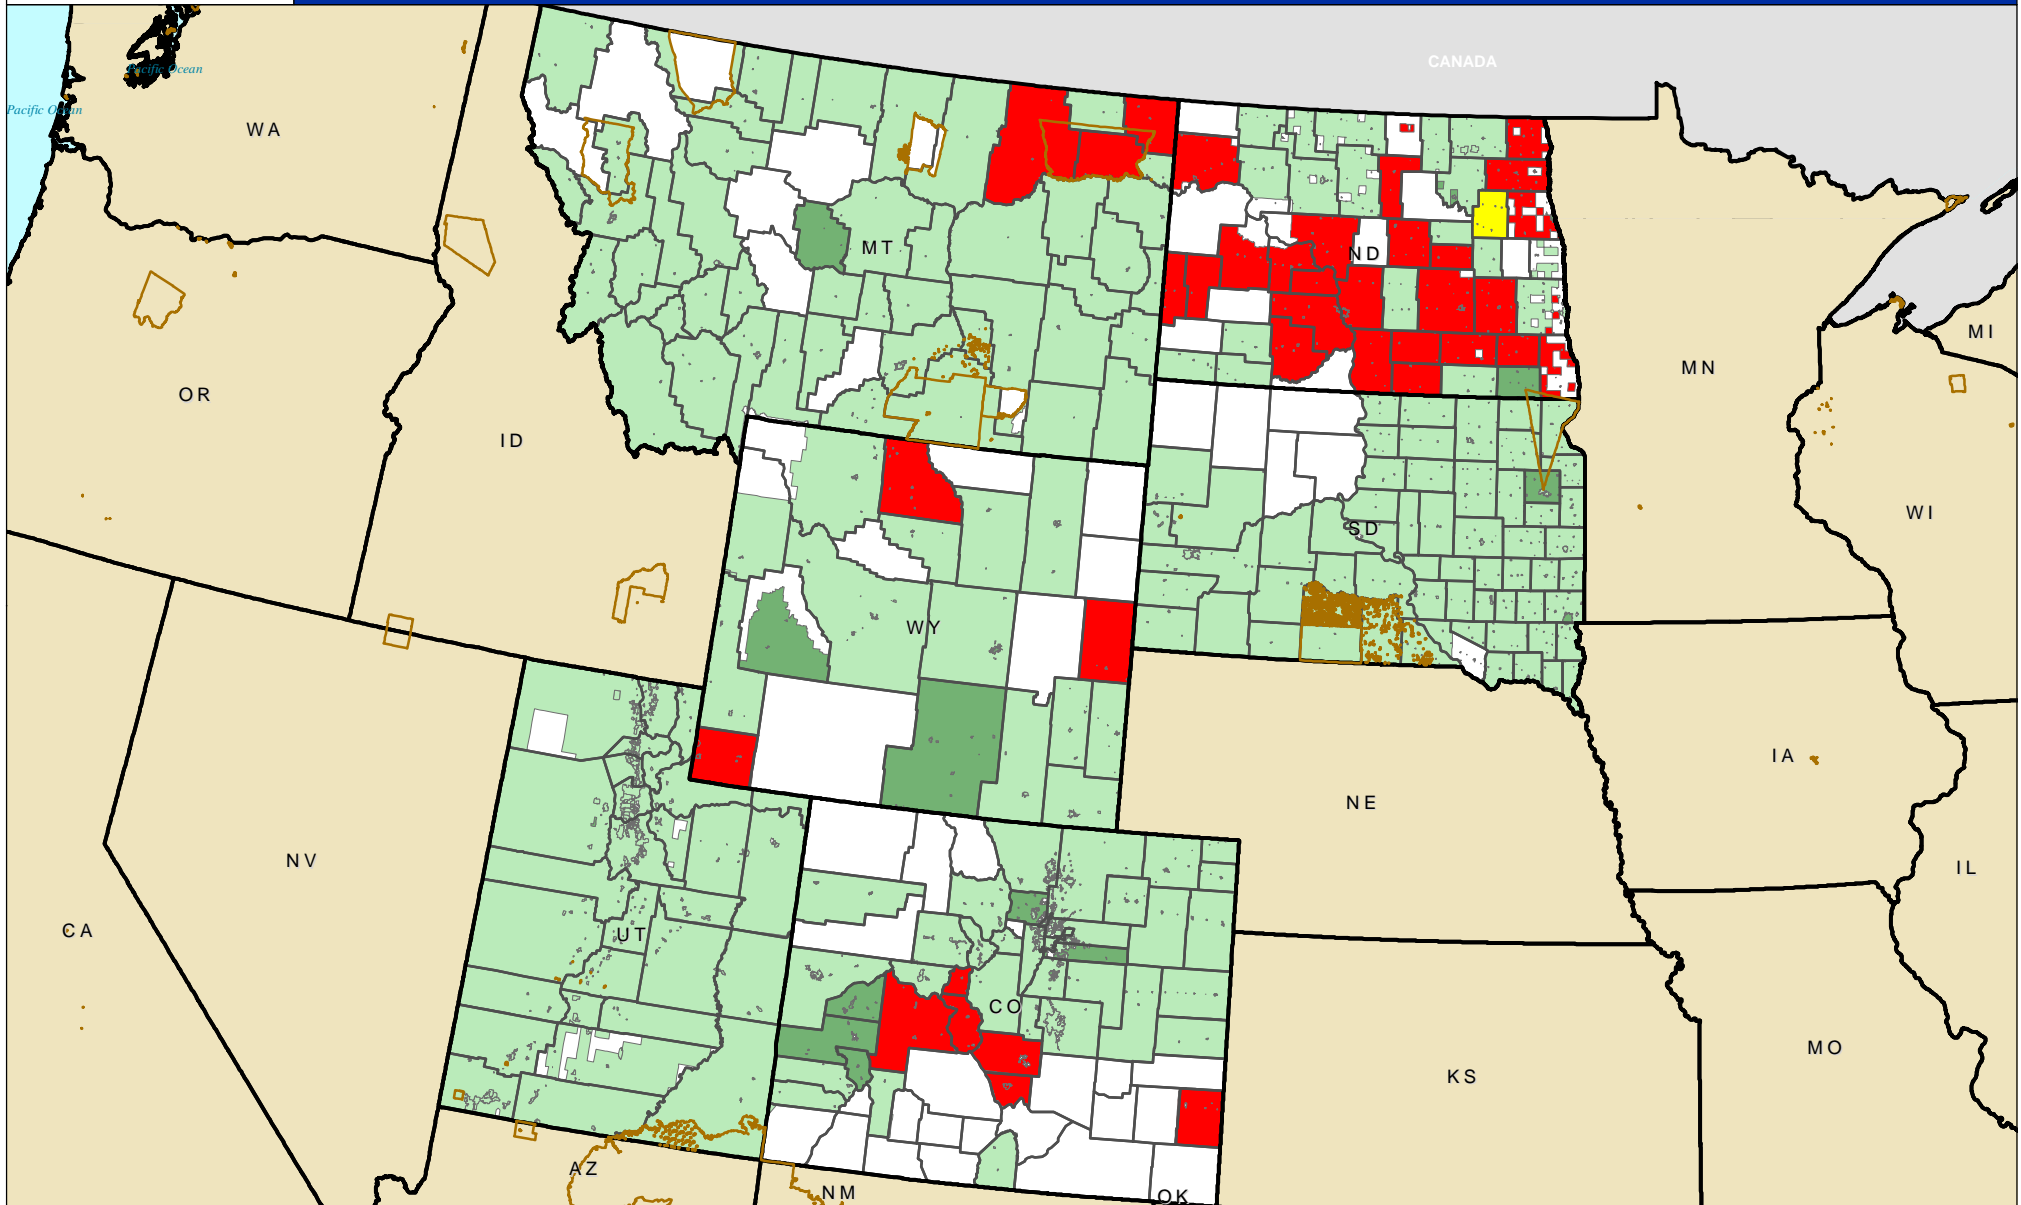 CANADA
Pacific Ocean
Pacific Ocean
WA
MT
ND
MN
MI
OR
ID
SD
WI
WY
IA
NE
NV
IL
CA
UT
CO
MO
KS
AZ
NM
OK